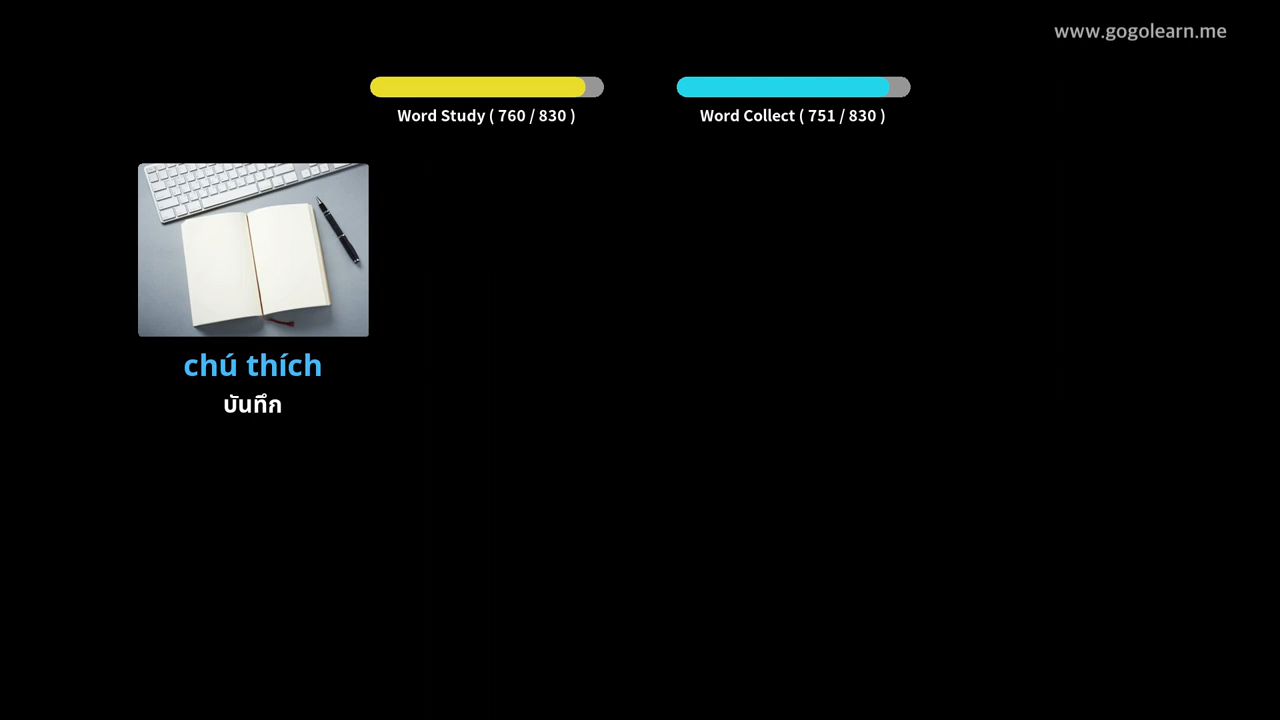 www.gogolearn.me
Word Study ( 760 / 830 )
Word Collect ( 751 / 830 )
chú thích
บันทึก